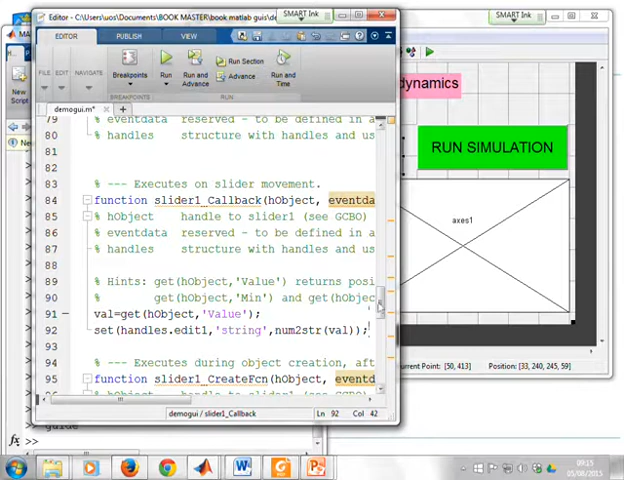 Editor - C:\Users\uos\Documents\BOOK MASTER\book matlab guis\de
SMART Ink
SMART Ink
EDITOR PUBLISH VIEW
FILE EDIT NAVIGATE
Breakpoints Run Run and Advance Run Section Advance Run and Time
BREAKPOINTS RUN
New Script
demogui.m* +
79 % eventdata reserved - to be defined in a
80 % handles structure with handles and us
81
82
83 % --- Executes on slider movement.
84 function slider1_Callback(hObject, eventda
85 % hObject handle to slider1 (see GCBO)
86 % eventdata reserved - to be defined in a
87 % handles structure with handles and us
88
89 % Hints: get(hObject,'Value') returns posi
90 % get(hObject,'Min') and get(hObjec
91 val=get(hObject,'Value');
92 set(handles.edit1,'string',num2str(val));
93
94 % --- Executes during object creation, aft
95 function slider1_CreateFcn(hObject, eventd
demogui / slider1_Callback Ln 92 Col 42
dynamics
RUN SIMULATION
axes1
Current Point: [50, 413] Position: [33, 240, 245, 59]
guide
fx >>
09:15
05/08/2015